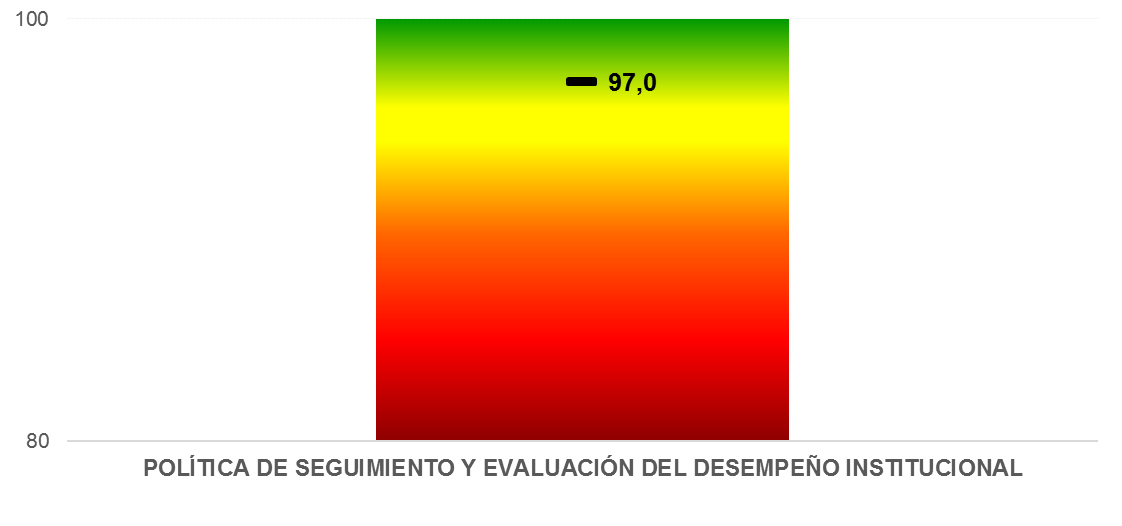 100
97,0
80
POLÍTICA DE SEGUIMIENTO Y EVALUACIÓN DEL DESEMPEÑO INSTITUCIONAL